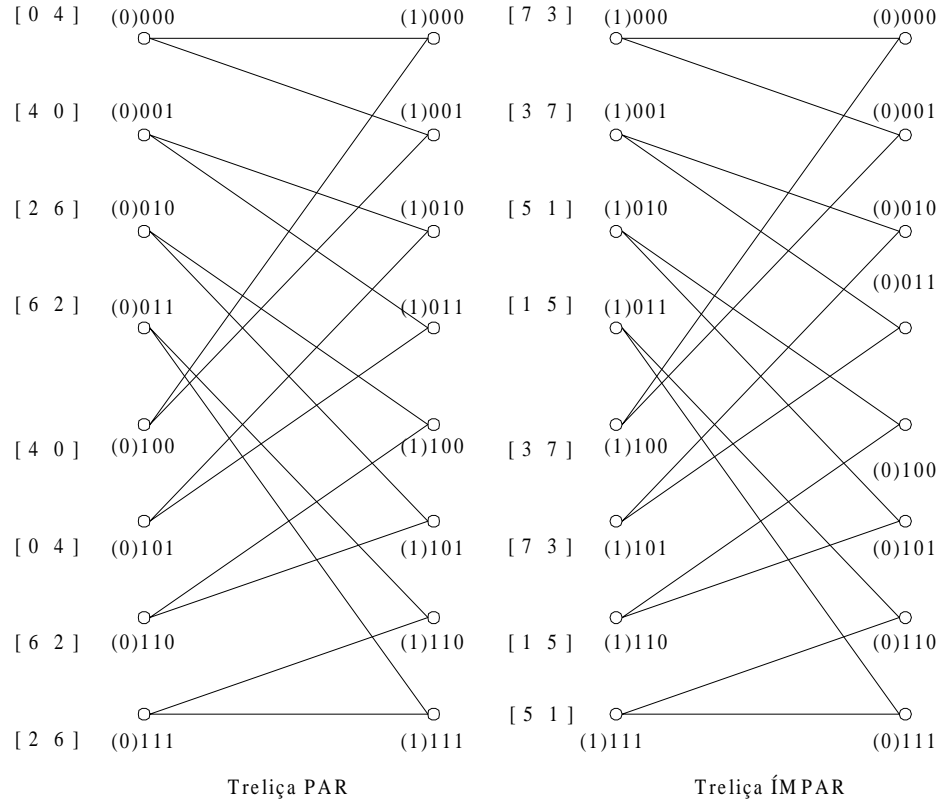 [0 4] (0)000 (1)000 [7 3] (1)000 (0)000
[4 0] (0)001 (1)001 [3 7] (1)001 (0)001
[2 6] (0)010 (1)010 [5 1] (1)010 (0)010
(0)011
[6 2] (0)011 (1)011 [1 5] (1)011
[4 0] (0)100 (1)100 [3 7] (1)100
(0)100
[0 4] (0)101 (1)101 [7 3] (1)101 (0)101
[6 2] (0)110 (1)110 [1 5] (1)110 (0)110
[5 1]
[2 6] (0)111 (1)111 (1)111 (0)111
Treliça PAR Treliça ÍMPAR